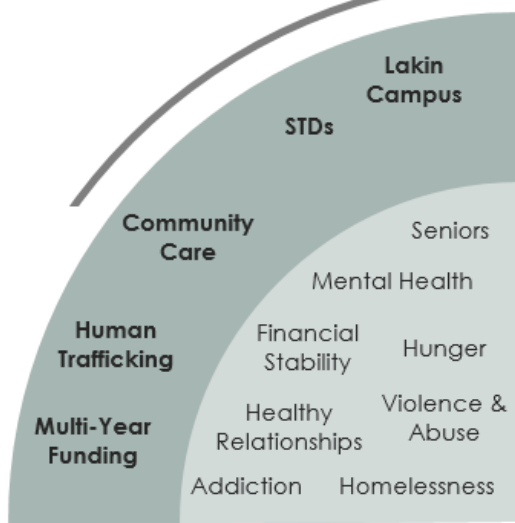 Lakin
Campus
STDs
Community
Care
Human
Trafficking
Multi-Year
Funding
Seniors
Mental Health
Financial
Stability
Hunger
Healthy
Relationships
Violence &
Abuse
Addiction
Homelessness